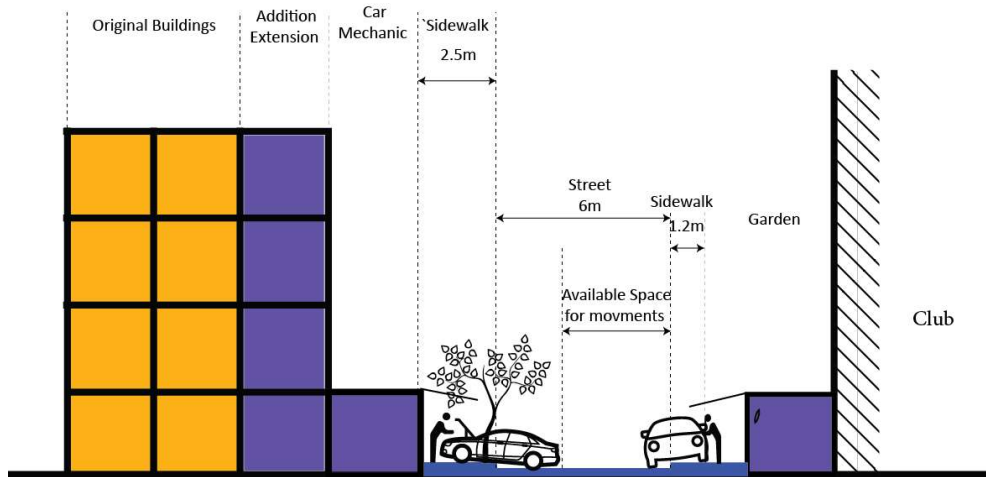 Original Buildings
Addition
Extension
Car
Mechanic
`Sidewalk
2.5m
Street
6m
Sidewalk
1.2m
Garden
Available Space
for movments
Club